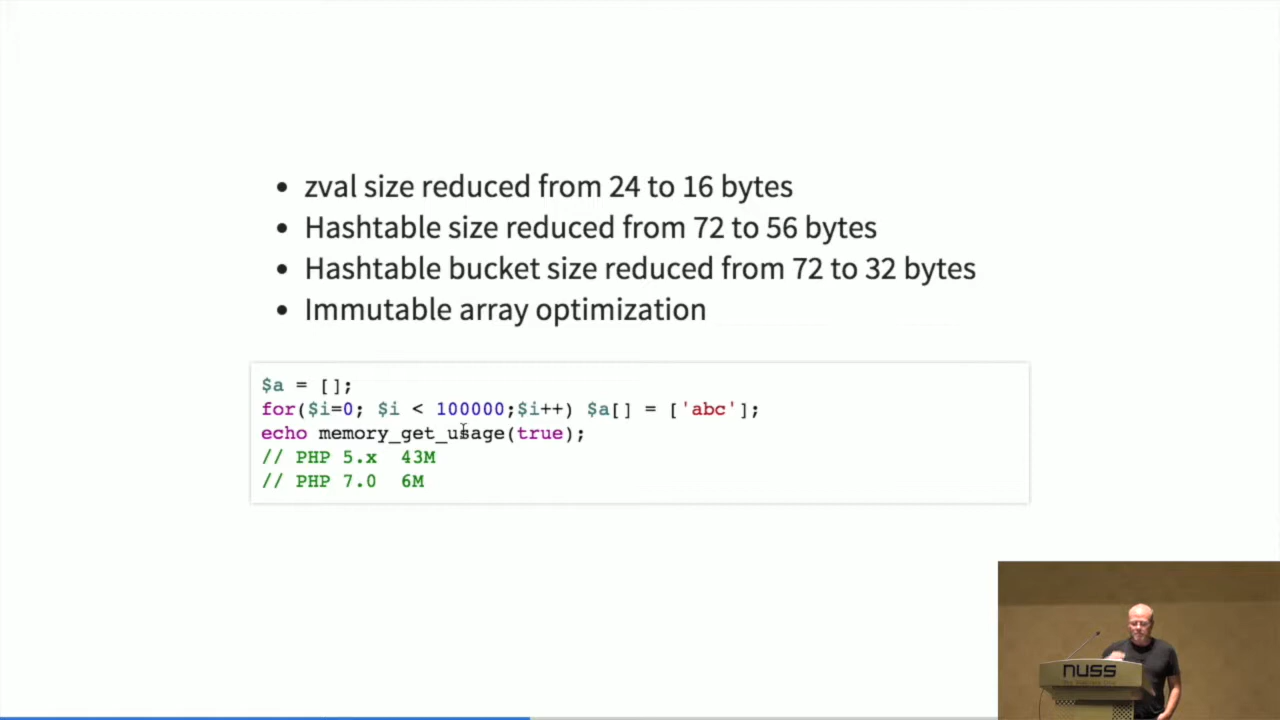 • zval size reduced from 24 to 16 bytes
• Hashtable size reduced from 72 to 56 bytes
• Hashtable bucket size reduced from 72 to 32 bytes
• Immutable array optimization
$a = [];
for($i=0; $i < 100000;$i++) $a[] = ['abc'];
echo memory_get_usage(true);
// PHP 5.x  43M
// PHP 7.0  6M
nuss